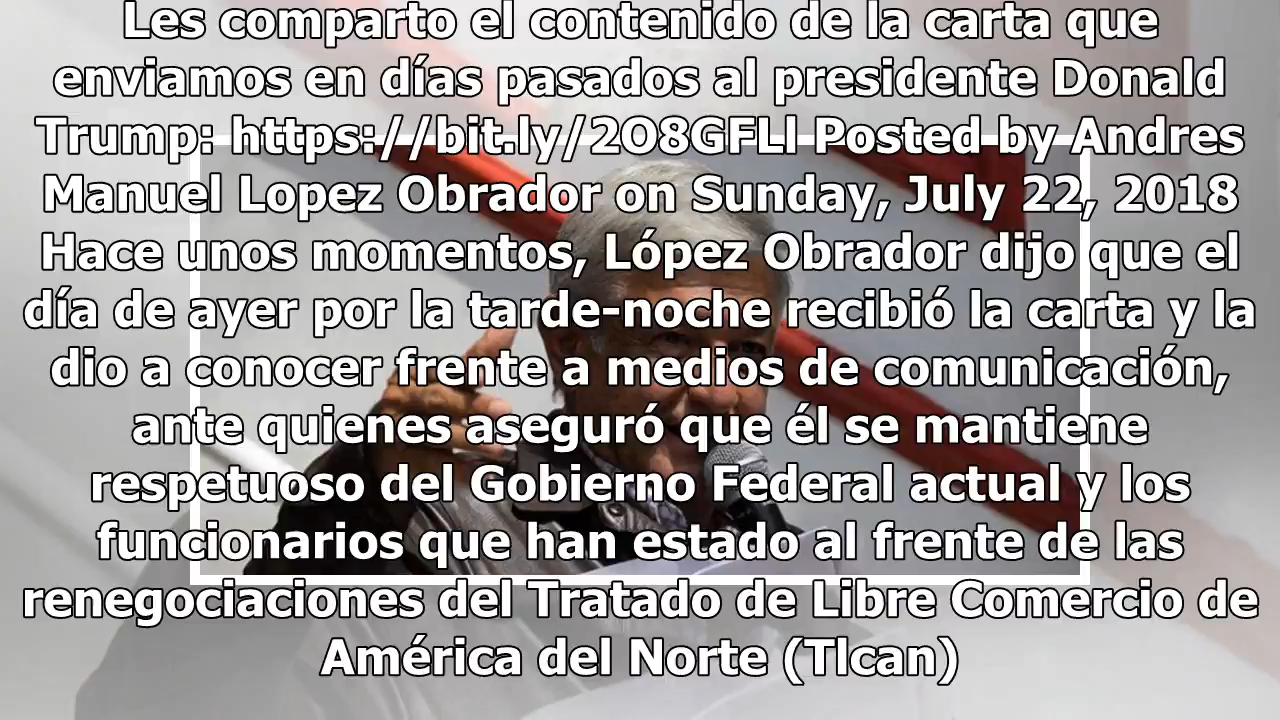 Les comparto el contenido de la carta que
enviamos en días pasados al presidente Donald
Trump: https://bit.ly/2O8GFLl Posted by Andres
Manuel Lopez Obrador on Sunday, July 22, 2018
Hace unos momentos, López Obrador dijo que el
día de ayer por la tarde-noche recibió la carta y la
dio a conocer frente a medios de comunicación,
ante quienes aseguró que él se mantiene
respetuoso del Gobierno Federal actual y los
funcionarios que han estado al frente de las
renegociaciones del Tratado de Libre Comercio de
América del Norte (Tlcan)